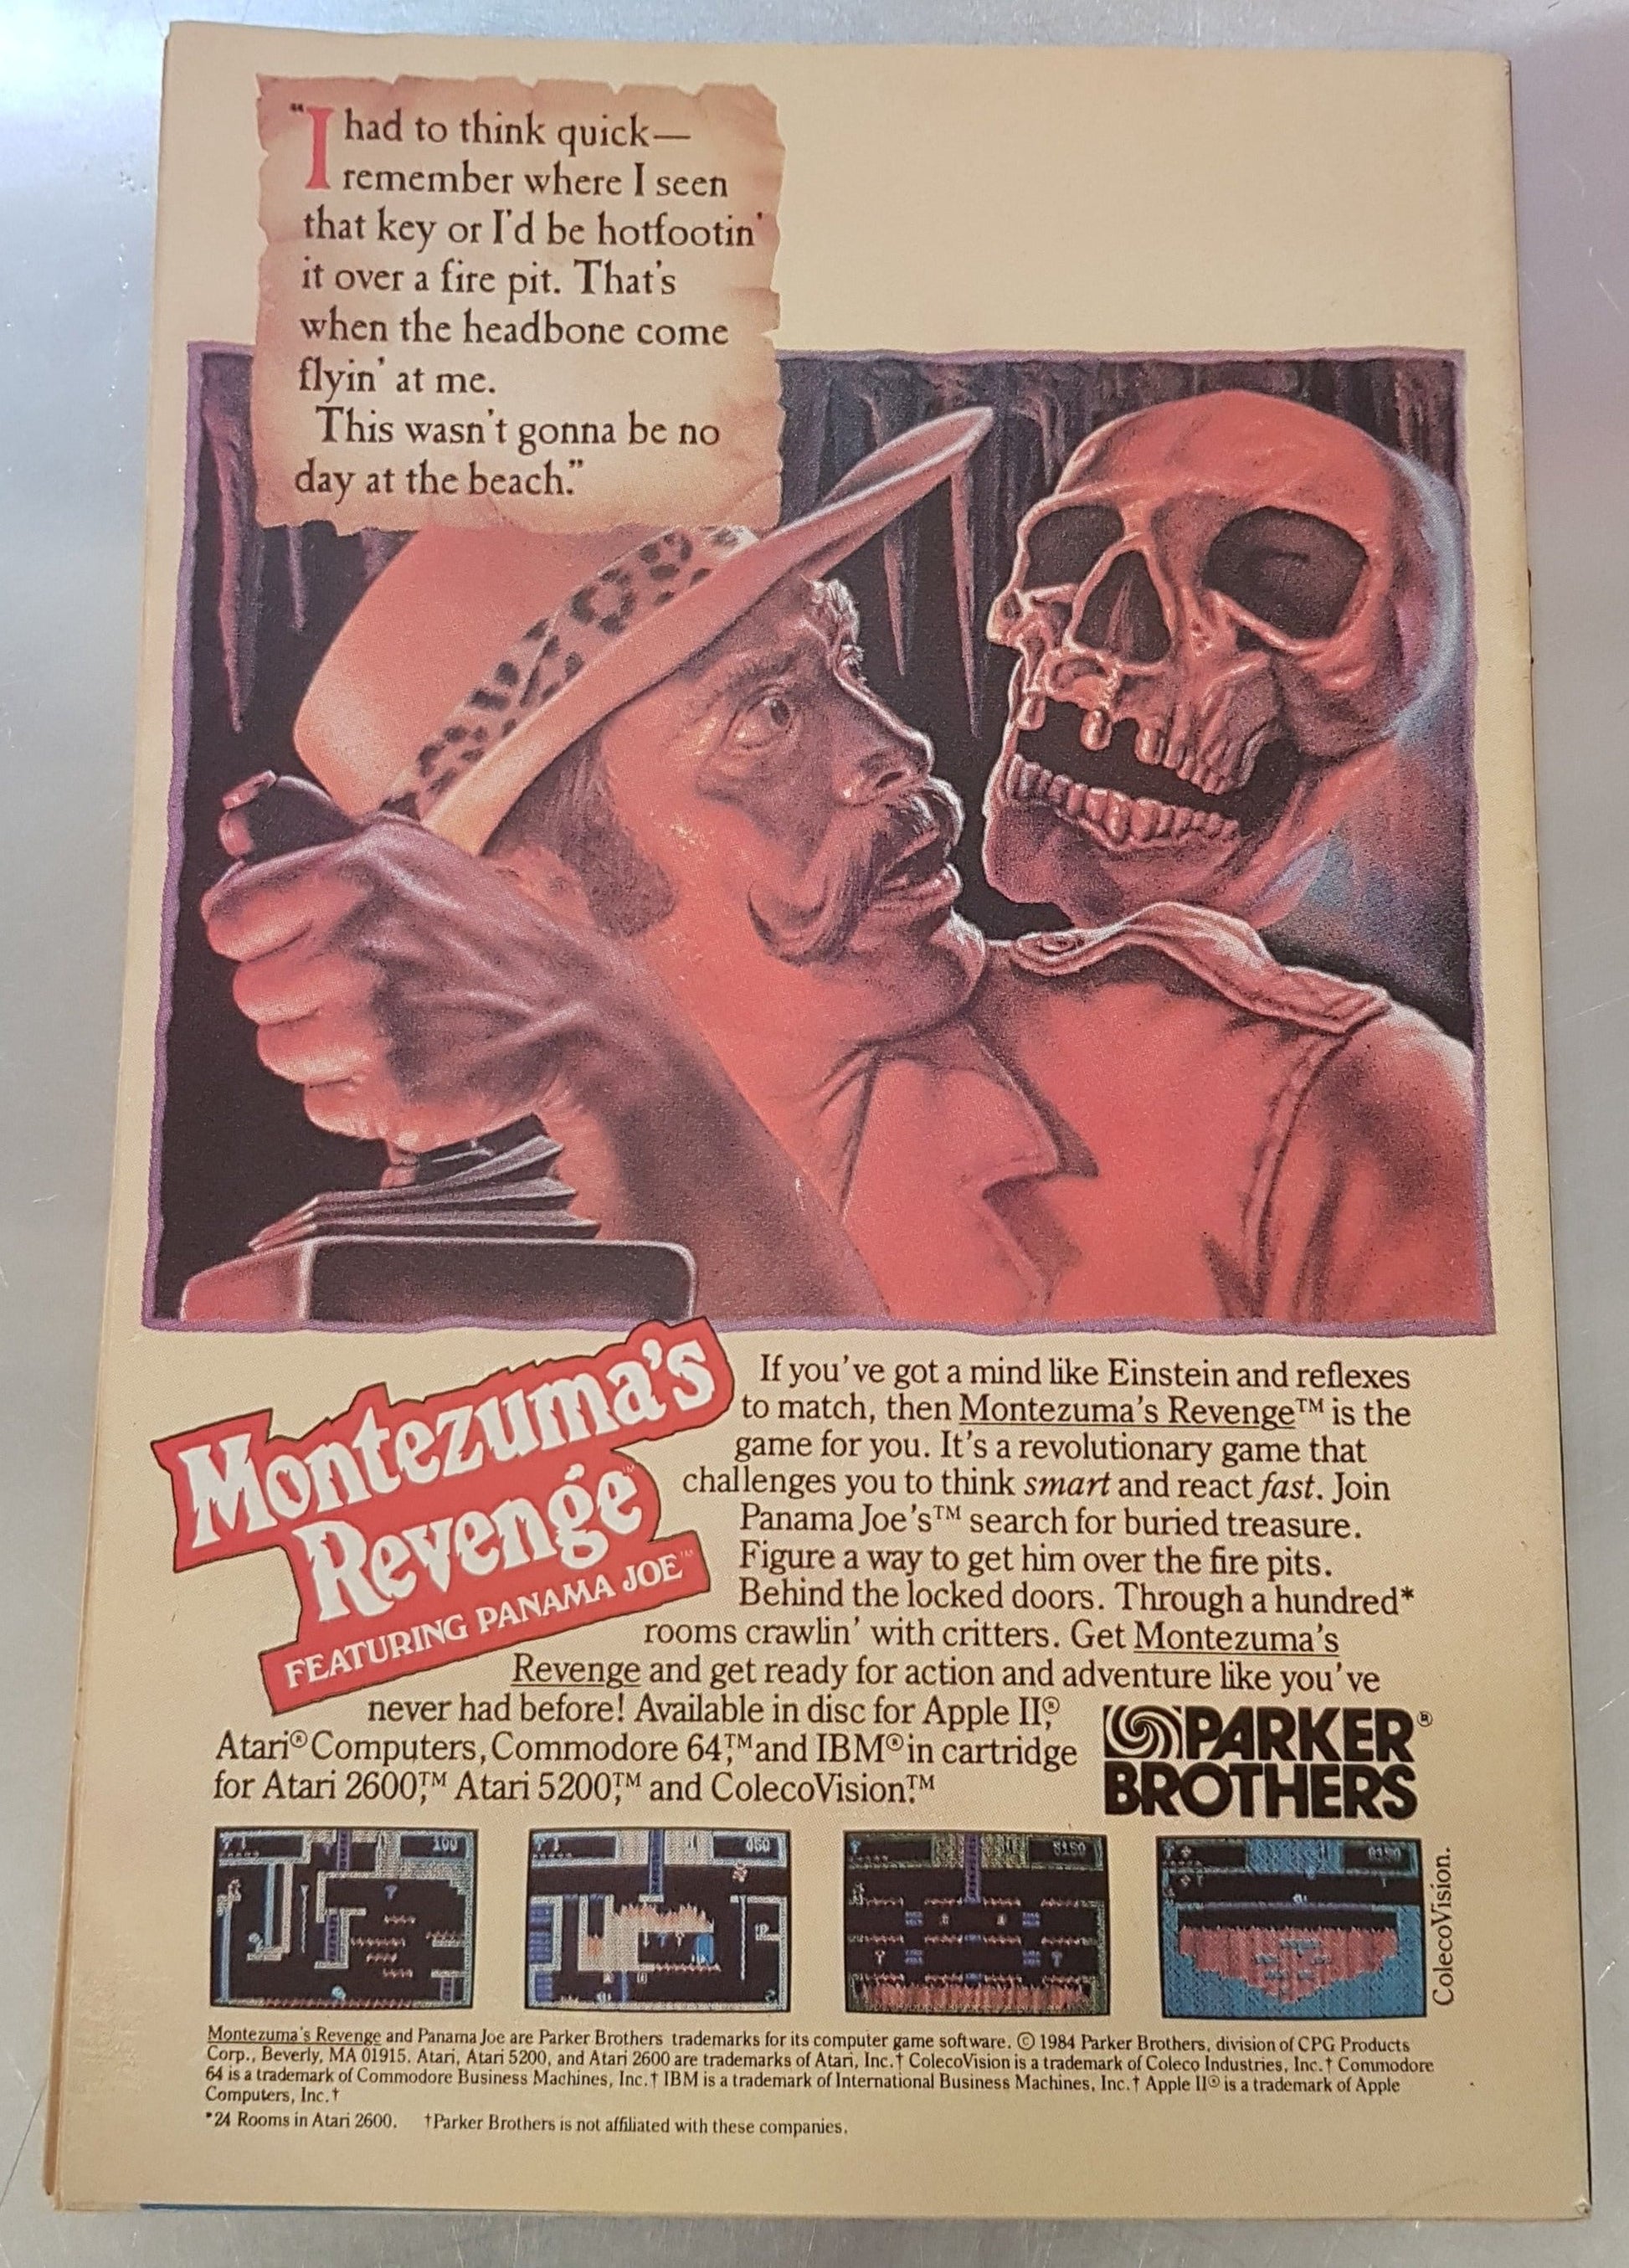 “I had to think quick—
remember where I seen
that key or I'd be hotfootin'
it over a fire pit. That's
when the headbone come
flyin' at me.
This wasn't gonna be no
day at the beach.”
Montezuma's
Revenge™
FEATURING PANAMA JOE™
If you've got a mind like Einstein and reflexes
to match, then Montezuma's Revenge™ is the
game for you. It's a revolutionary game that
challenges you to think smart and react fast. Join
Panama Joe's™ search for buried treasure.
Figure a way to get him over the fire pits.
Behind the locked doors. Through a hundred*
rooms crawlin' with critters. Get Montezuma's
Revenge and get ready for action and adventure like you've
never had before! Available in disc for Apple II,®
Atari® Computers, Commodore 64,™ and IBM® in cartridge
for Atari 2600,™ Atari 5200,™ and ColecoVision.™
PARKER®
BROTHERS
100
450
5150
8150
ColecoVision.
Montezuma's Revenge and Panama Joe are Parker Brothers trademarks for its computer game software. © 1984 Parker Brothers, division of CPG Products
Corp., Beverly, MA 01915. Atari, Atari 5200, and Atari 2600 are trademarks of Atari, Inc.† ColecoVision is a trademark of Coleco Industries, Inc.† Commodore
64 is a trademark of Commodore Business Machines, Inc.† IBM is a trademark of International Business Machines, Inc.† Apple II® is a trademark of Apple
Computers, Inc.†
*24 Rooms in Atari 2600. †Parker Brothers is not affiliated with these companies.